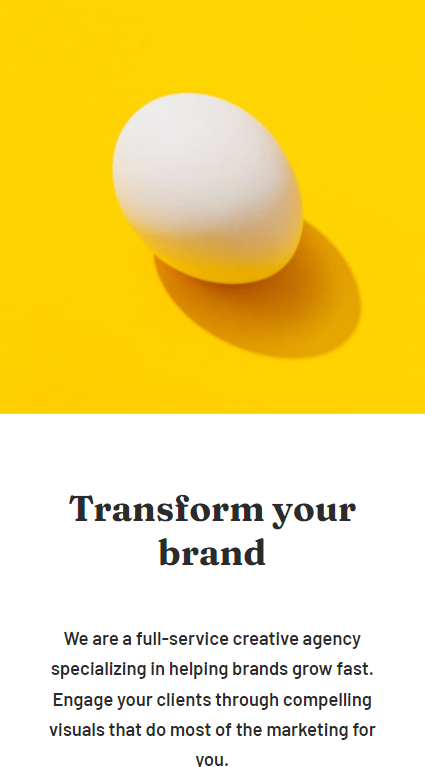 Transform your
brand
We are a full-service creative agency
specializing in helping brands grow fast.
Engage your clients through compelling
visuals that do most of the marketing for
you.